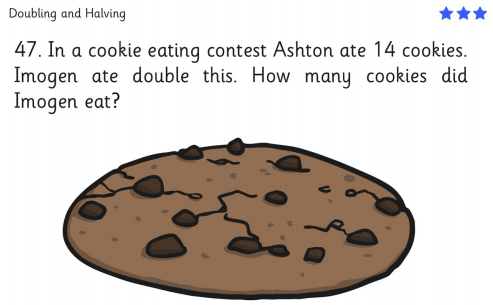 Doubling and Halving
47. In a cookie eating contest Ashton ate 14 cookies.
Imogen ate double this. How many cookies did
Imogen eat?